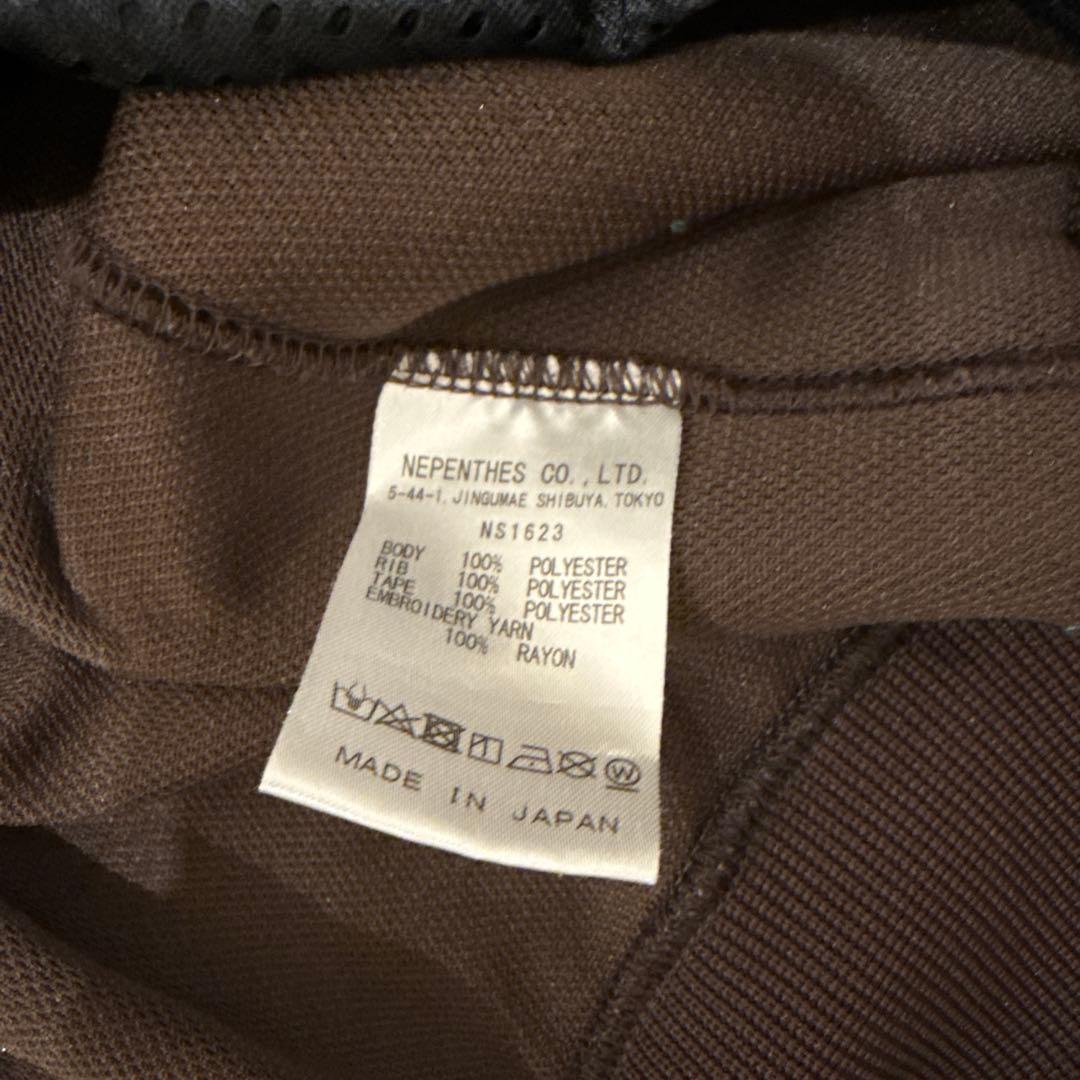 NEPENTHES CO.,LTD.
5-44-1, JINGUMAE SHIBUYA, TOKYO
NS1623
BODY 100% POLYESTER
RIB 100% POLYESTER
TAPE 100% POLYESTER
EMBROIDERY YARN
100% RAYON
W
MADE IN JAPAN